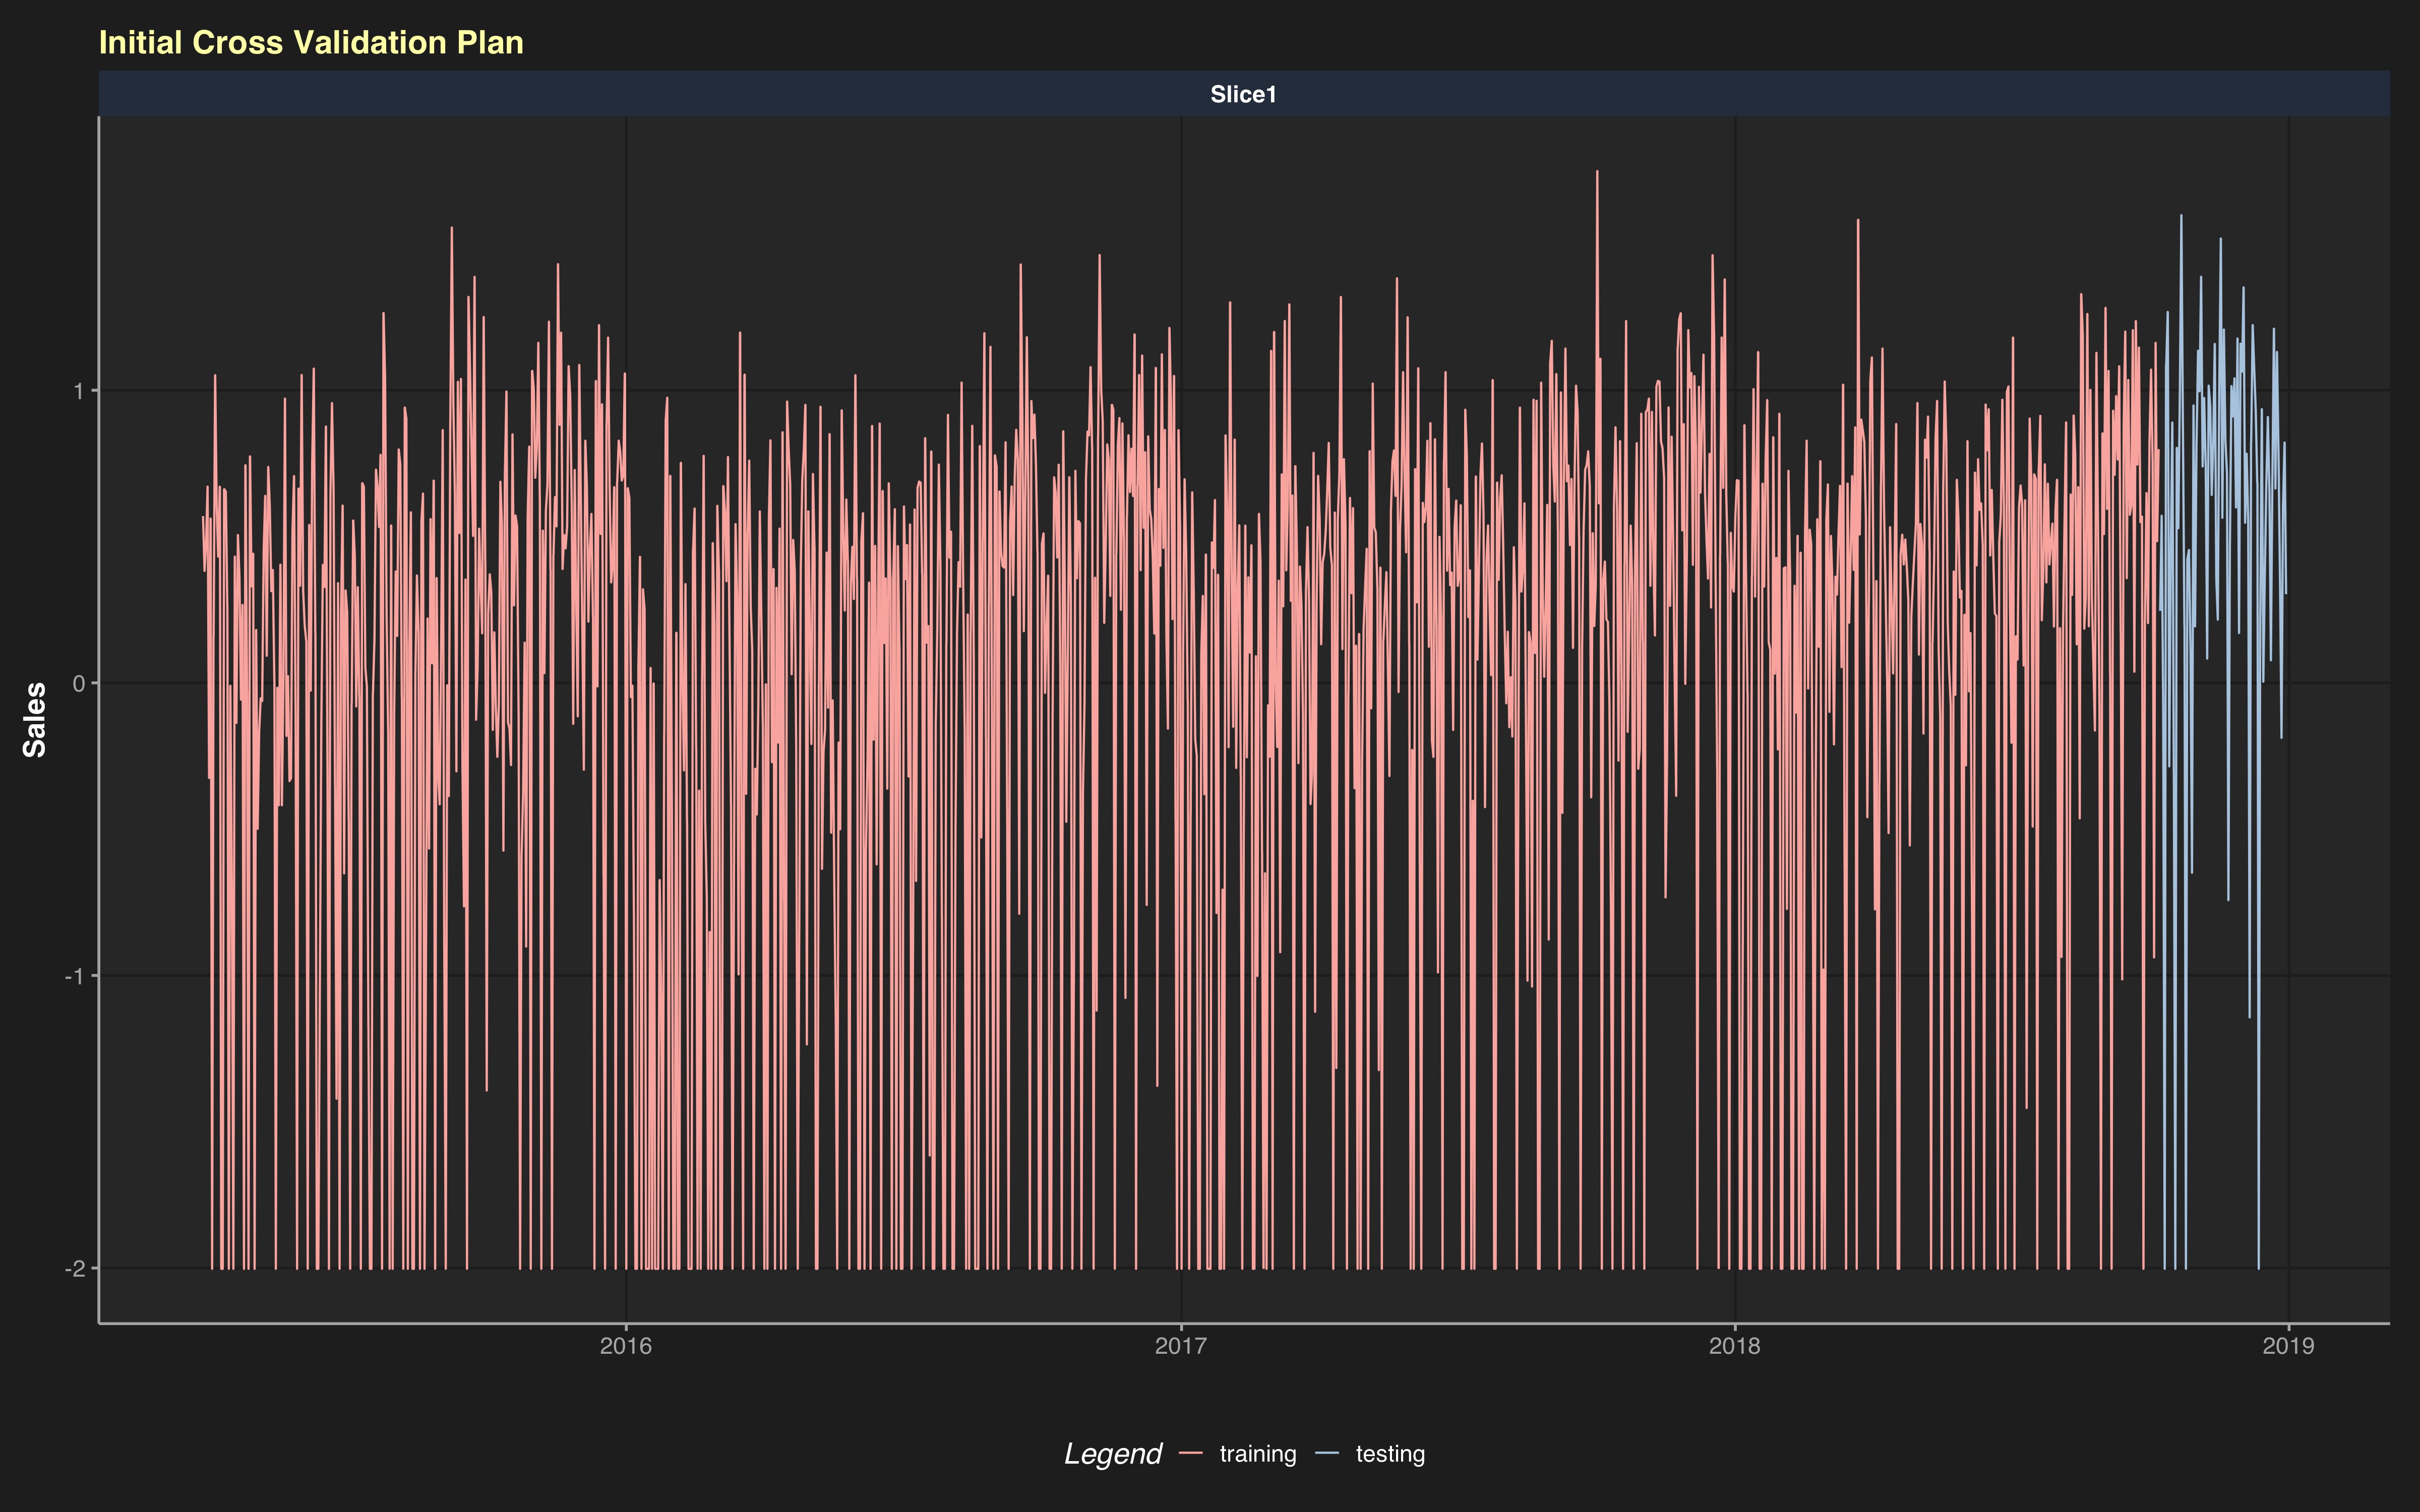 Initial Cross Validation Plan
Slice1
Sales
1
0
-1
-2
2016 2017 2018 2019
Legend training testing